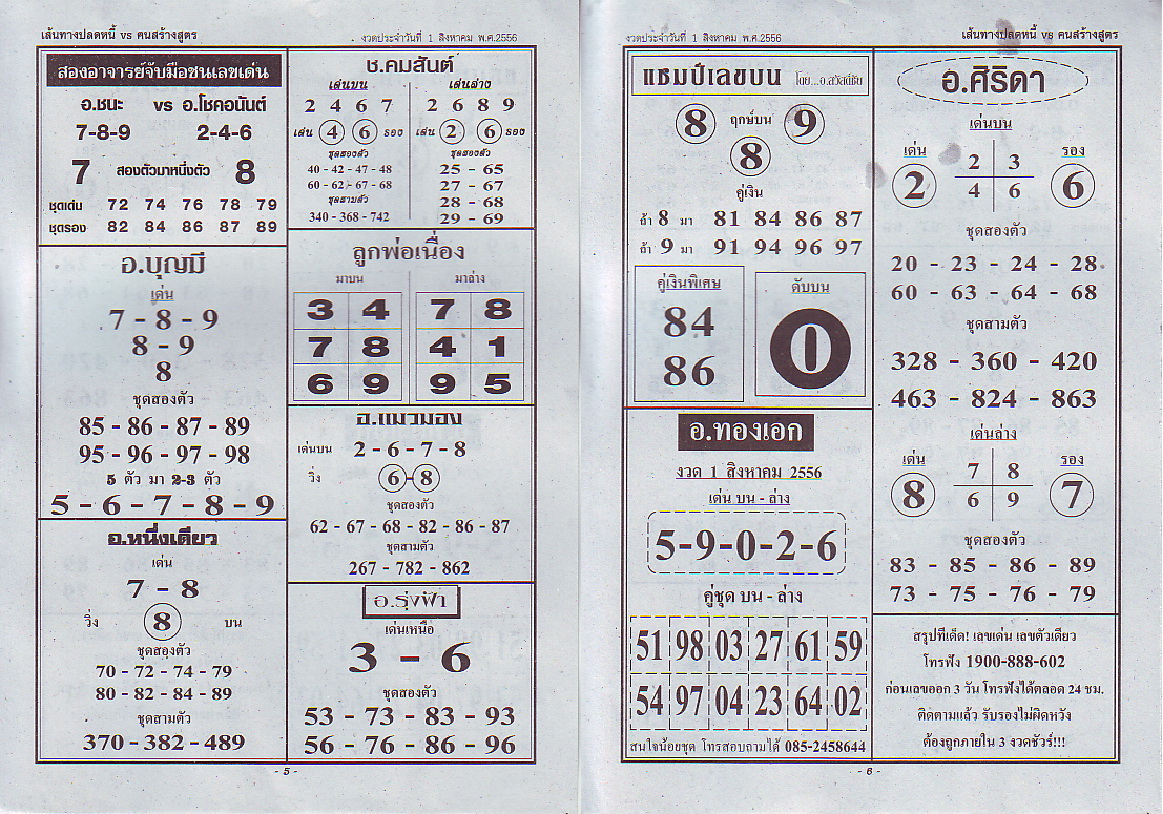 เส้นทางปลดหนี้ vs คนสร้างสูตร
งวดประจำวันที่ 1 สิงหาคม พ.ศ.2556
สองอาจารย์จับมือชนเลขเด่น
อ.ชนะ vs อ.โชคอนันต์
7-8-9 2-4-6
7 สองตัวมาหนึ่งตัว 8
ชุดเด่น 72 74 76 78 79
ชุดรอง 82 84 86 87 89
อ.บุญมี
เด่น
7 - 8 - 9
8 - 9
8
ชุดสองตัว
85 - 86 - 87 - 89
95 - 96 - 97 - 98
5 ตัว มา 2-3 ตัว
5 - 6 - 7 - 8 - 9
อ.หนึ่งเดียว
เด่น
7 - 8
วิ่ง 8 บน
ชุดสองตัว
70 - 72 - 74 - 79
80 - 82 - 84 - 89
ชุดสามตัว
370 - 382 - 489
ช.คมสันต์
เด่นบน เด่นล่าง
2 4 6 7 2 6 8 9
เด่น 4 6 รอง เด่น 2 6 รอง
ชุดสองตัว ชุดสองตัว
40 - 42 - 47 - 48 25 - 65
60 - 62 - 67 - 68 27 - 67
ชุดสามตัว 28 - 68
340 - 368 - 742 29 - 69
ลูกพ่อเนื่อง
มาบน มาล่าง
3 4 7 8
7 8 4 1
6 9 9 5
อ.แมวมอง
เด่นบน 2 - 6 - 7 - 8
วิ่ง 6 - 8
ชุดสองตัว
62 - 67 - 68 - 82 - 86 - 87
ชุดสามตัว
267 - 782 - 862
อ.รุ่งฟ้า
เด่นเหนือ
3 - 6
ชุดสองตัว
53 - 73 - 83 - 93
56 - 76 - 86 - 96
- 5 -
งวดประจำวันที่ 1 สิงหาคม พ.ศ.2556
เส้นทางปลดหนี้ vs คนสร้างสูตร
แชมป์เลขบน โดย...อ.สวัสดิ์ชัย
8 ฤกษ์บน 9
8
คู่เงิน
ถ้า 8 มา 81 84 86 87
ถ้า 9 มา 91 94 96 97
คู่เงินพิเศษ
84
86
ดับบน
0
อ.ทองเอก
งวด 1 สิงหาคม 2556
เด่น บน - ล่าง
5-9-0-2-6
คู่ชุด บน - ล่าง
51 98 03 27 61 59
54 97 04 23 64 02
สนใจน้อยชุด โทรสอบถามได้ 085-2458644
อ.ศิริดา
เด่นบน
เด่น 2 3 รอง
2 4 6 6
ชุดสองตัว
20 - 23 - 24 - 28
60 - 63 - 64 - 68
ชุดสามตัว
328 - 360 - 420
463 - 824 - 863
เด่นล่าง
เด่น 7 8 รอง
8 6 9 7
ชุดสองตัว
83 - 85 - 86 - 89
73 - 75 - 76 - 79
สรุปทีเด็ด! เลขเด่น เลขตัวเดียว
โทรฟัง 1900-888-602
ก่อนเลขออก 3 วัน โทรฟังได้ตลอด 24 ชม.
ติดตามแล้ว รับรองไม่ผิดหวัง
ต้องถูกภายใน 3 งวดชัวร์!!!
- 6 -